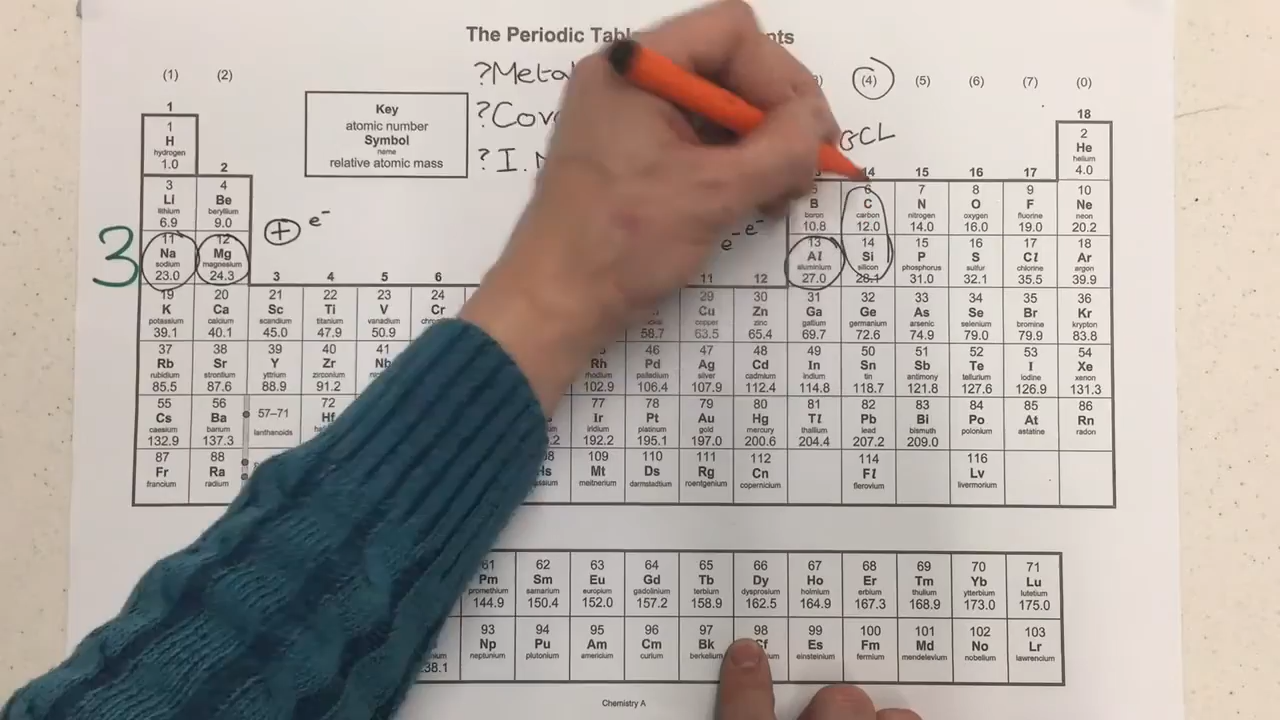 The Periodic Table
(1) (2) (4) (5) (6) (7) (0)
?Metal
?Cov
?I.M
GCL
Key
atomic number
Symbol
name
relative atomic mass
1 18
1 2
H He
hydrogen helium
1.0 4.0
2 14 15 16 17
3 4 5 6 7 8 9 10
Li Be B C N O F Ne
lithium beryllium boron carbon nitrogen oxygen fluorine neon
6.9 9.0 10.8 12.0 14.0 16.0 19.0 20.2
+ e⁻ e⁻ e⁻
3
11 12 13 14 15 16 17 18
Na Mg Al Si P S Cl Ar
sodium magnesium aluminium silicon phosphorus sulfur chlorine argon
23.0 24.3 27.0 28.1 31.0 32.1 35.5 39.9
3 4 5 6 11 12
19 20 21 22 23 24 29 30 31 32 33 34 35 36
K Ca Sc Ti V Cr Cu Zn Ga Ge As Se Br Kr
potassium calcium scandium titanium vanadium copper zinc gallium germanium arsenic selenium bromine krypton
39.1 40.1 45.0 47.9 50.9 58.7 63.5 65.4 69.7 72.6 74.9 79.0 79.9 83.8
37 38 39 40 41 46 47 48 49 50 51 52 53 54
Rb Sr Y Zr Nb Rh Pd Ag Cd In Sn Sb Te I Xe
rubidium strontium yttrium zirconium rhodium palladium silver cadmium indium tin antimony tellurium iodine xenon
85.5 87.6 88.9 91.2 102.9 106.4 107.9 112.4 114.8 118.7 121.8 127.6 126.9 131.3
55 56 57–71 72 77 78 79 80 81 82 83 84 85 86
Cs Ba Hf Ir Pt Au Hg Tl Pb Bi Po At Rn
caesium barium lanthanoids iridium platinum gold mercury thallium lead bismuth polonium astatine radon
132.9 137.3 192.2 195.1 197.0 200.6 204.4 207.2 209.0
87 88 109 110 111 112 114 116
Fr Ra Hs Mt Ds Rg Cn Fl Lv
francium radium meitnerium darmstadtium roentgenium copernicium flerovium livermorium
61 62 63 64 65 66 67 68 69 70 71
Pm Sm Eu Gd Tb Dy Ho Er Tm Yb Lu
promethium samarium europium gadolinium terbium dysprosium holmium erbium thulium ytterbium lutetium
144.9 150.4 152.0 157.2 158.9 162.5 164.9 167.3 168.9 173.0 175.0
93 94 95 96 97 98 99 100 101 102 103
Np Pu Am Cm Bk Cf Es Fm Md No Lr
neptunium plutonium americium curium berkelium einsteinium fermium mendelevium nobelium lawrencium
238.1
Chemistry A